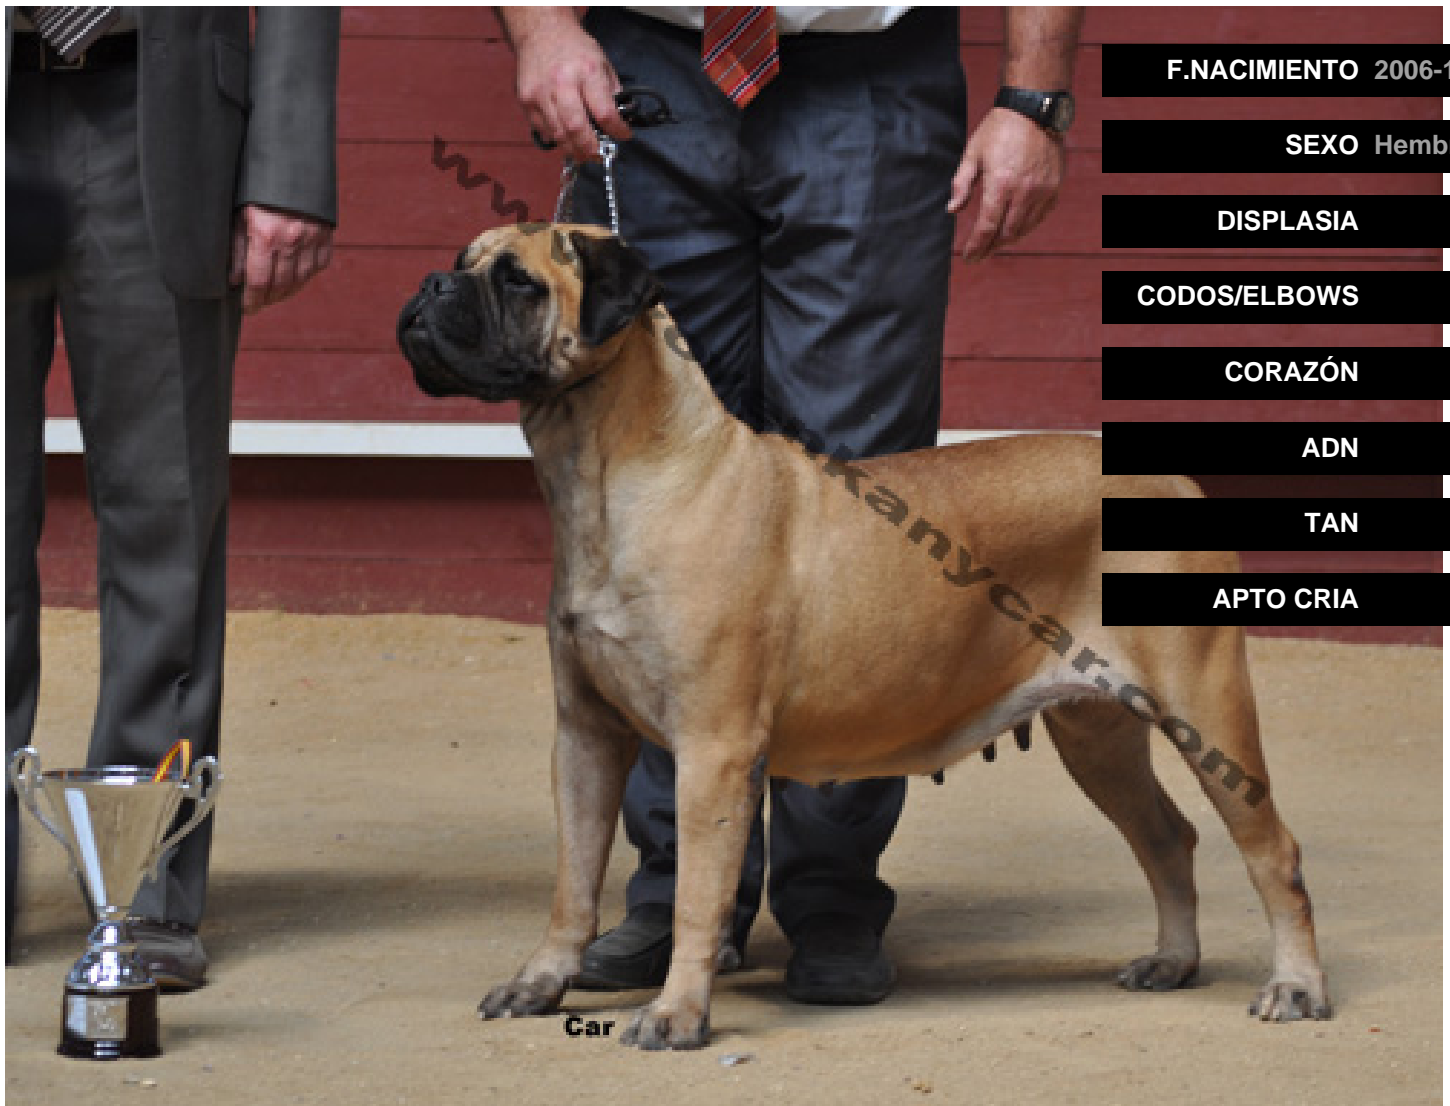 F.NACIMIENTO 2006-1
SEXO Hemb
DISPLASIA
CODOS/ELBOWS
CORAZÓN
ADN
TAN
APTO CRIA
kanycar.com
Car